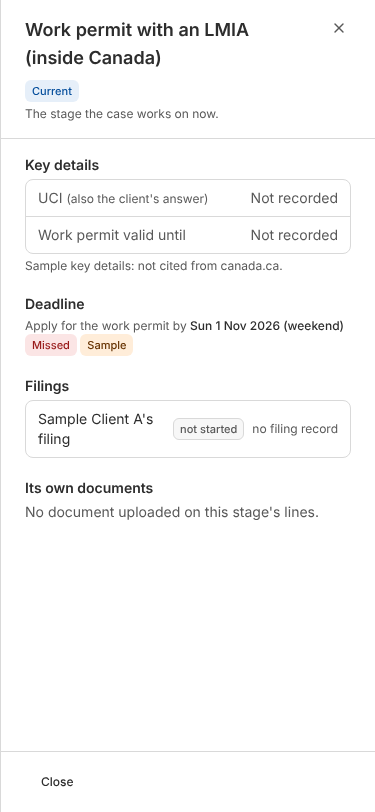 Work permit with an LMIA
(inside Canada)
Current
The stage the case works on now.
Key details
UCI (also the client's answer) Not recorded
Work permit valid until Not recorded
Sample key details: not cited from canada.ca.
Deadline
Apply for the work permit by Sun 1 Nov 2026 (weekend)
Missed Sample
Filings
Sample Client A's
filing
not started no filing record
Its own documents
No document uploaded on this stage's lines.
Close